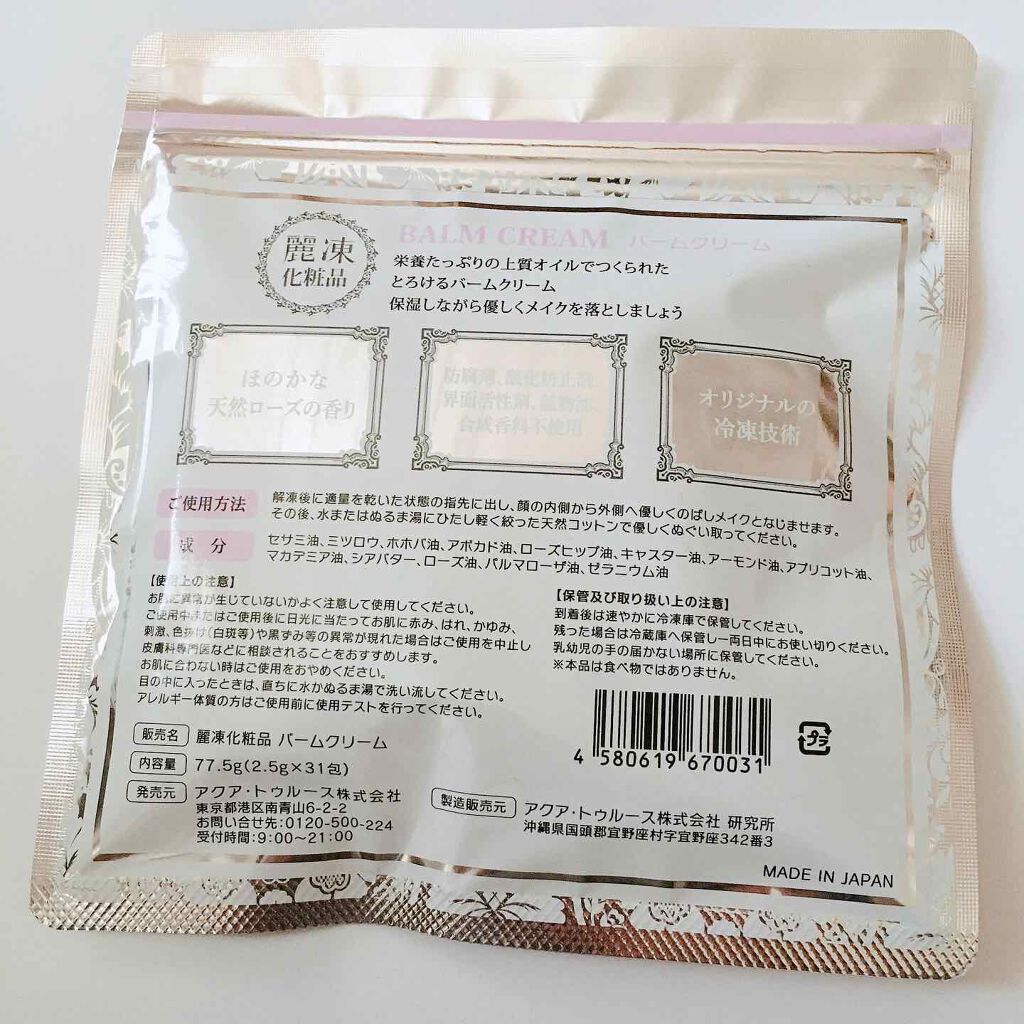 麗凍
化粧品
BALM CREAM バームクリーム
栄養たっぷりの上質オイルでつくられた
とろけるバームクリーム
保湿しながら優しくメイクを落としましょう
ほのかな
天然ローズの香り
防腐剤、酸化防止剤、
界面活性剤、鉱物油、
合成香料不使用
オリジナルの
冷凍技術
ご使用方法
解凍後に適量を乾いた状態の指先に出し、顔の内側から外側へ優しくのばしメイクとなじませます。
その後、水またはぬるま湯にひたし軽く絞った天然コットンで優しくぬぐい取ってください。
成 分
セサミ油、ミツロウ、ホホバ油、アボカド油、ローズヒップ油、キャスター油、アーモンド油、アプリコット油、
マカデミア油、シアバター、ローズ油、パルマローザ油、ゼラニウム油
【使用上の注意】
お肌に異常が生じていないかよく注意して使用してください。
ご使用中またはご使用後に日光に当たってお肌に赤み、はれ、かゆみ、
刺激、色抜け(白斑等)や黒ずみ等の異常が現れた場合はご使用を中止し
皮膚科専門医などに相談されることをおすすめします。
お肌に合わない時はご使用をおやめください。
目の中に入ったときは、直ちに水かぬるま湯で洗い流してください。
アレルギー体質の方はご使用前に使用テストを行ってください。
【保管及び取り扱い上の注意】
到着後は速やかに冷凍庫で保管してください。
残った場合は冷蔵庫へ保管し一両日中にお使い切りください。
乳幼児の手の届かない場所に保管してください。
※本品は食べ物ではありません。
販売名 麗凍化粧品 バームクリーム
内容量 77.5g(2.5g×31包)
発売元 アクア・トゥルース株式会社
東京都港区南青山6-2-2
お問い合せ先:0120-500-224
受付時間:9:00~21:00
4 580619 670031
プラ
製造販売元 アクア・トゥルース株式会社 研究所
沖縄県国頭郡宜野座村字宜野座342番3
MADE IN JAPAN